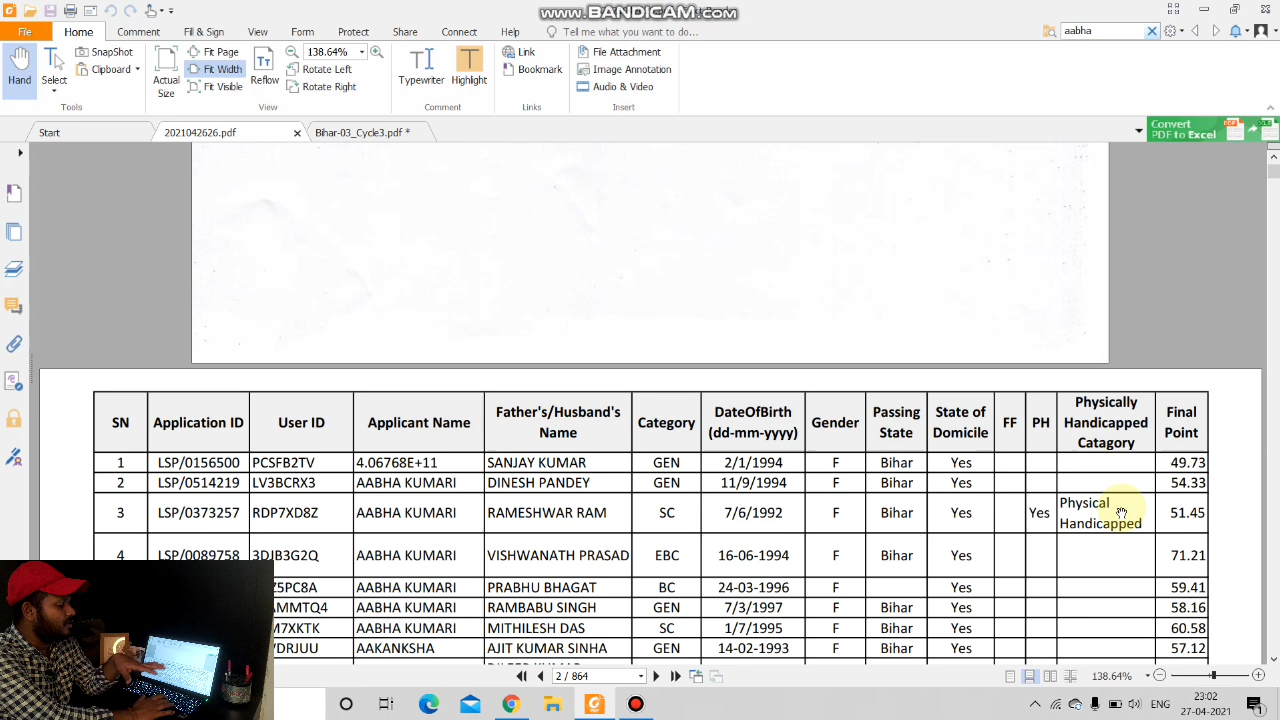 www.BANDICAM.com
File Home Comment Fill & Sign View Form Protect Share Connect Help Tell me what you want to do... aabha
Hand Select SnapShot Clipboard Actual Size Fit Page Fit Width Fit Visible Reflow 138.64% Rotate Left Rotate Right Typewriter Highlight Link Bookmark File Attachment Image Annotation Audio & Video
Tools View Comment Links Insert
Start 2021042626.pdf Bihar-03_Cycle3.pdf * Convert PDF to Excel
SN Application ID User ID Applicant Name Father's/Husband's Name Category DateOfBirth (dd-mm-yyyy) Gender Passing State State of Domicile FF PH Physically Handicapped Catagory Final Point
1 LSP/0156500 PCSFB2TV 4.06768E+11 SANJAY KUMAR GEN 2/1/1994 F Bihar Yes 49.73
2 LSP/0514219 LV3BCRX3 AABHA KUMARI DINESH PANDEY GEN 11/9/1994 F Bihar Yes 54.33
3 LSP/0373257 RDP7XD8Z AABHA KUMARI RAMESHWAR RAM SC 7/6/1992 F Bihar Yes Yes Physical Handicapped 51.45
4 LSP/0089758 3DJB3G2Q AABHA KUMARI VISHWANATH PRASAD EBC 16-06-1994 F Bihar Yes 71.21
Z5PC8A AABHA KUMARI PRABHU BHAGAT BC 24-03-1996 F Yes 59.41
AMMTQ4 AABHA KUMARI RAMBABU SINGH GEN 7/3/1997 F Bihar Yes 58.16
M7XKTK AABHA KUMARI MITHILESH DAS SC 1/7/1995 F Bihar Yes 60.58
VDRJUU AAKANKSHA AJIT KUMAR SINHA GEN 14-02-1993 F Bihar Yes 57.12
2 / 864 138.64%
ENG 23:02
27-04-2021